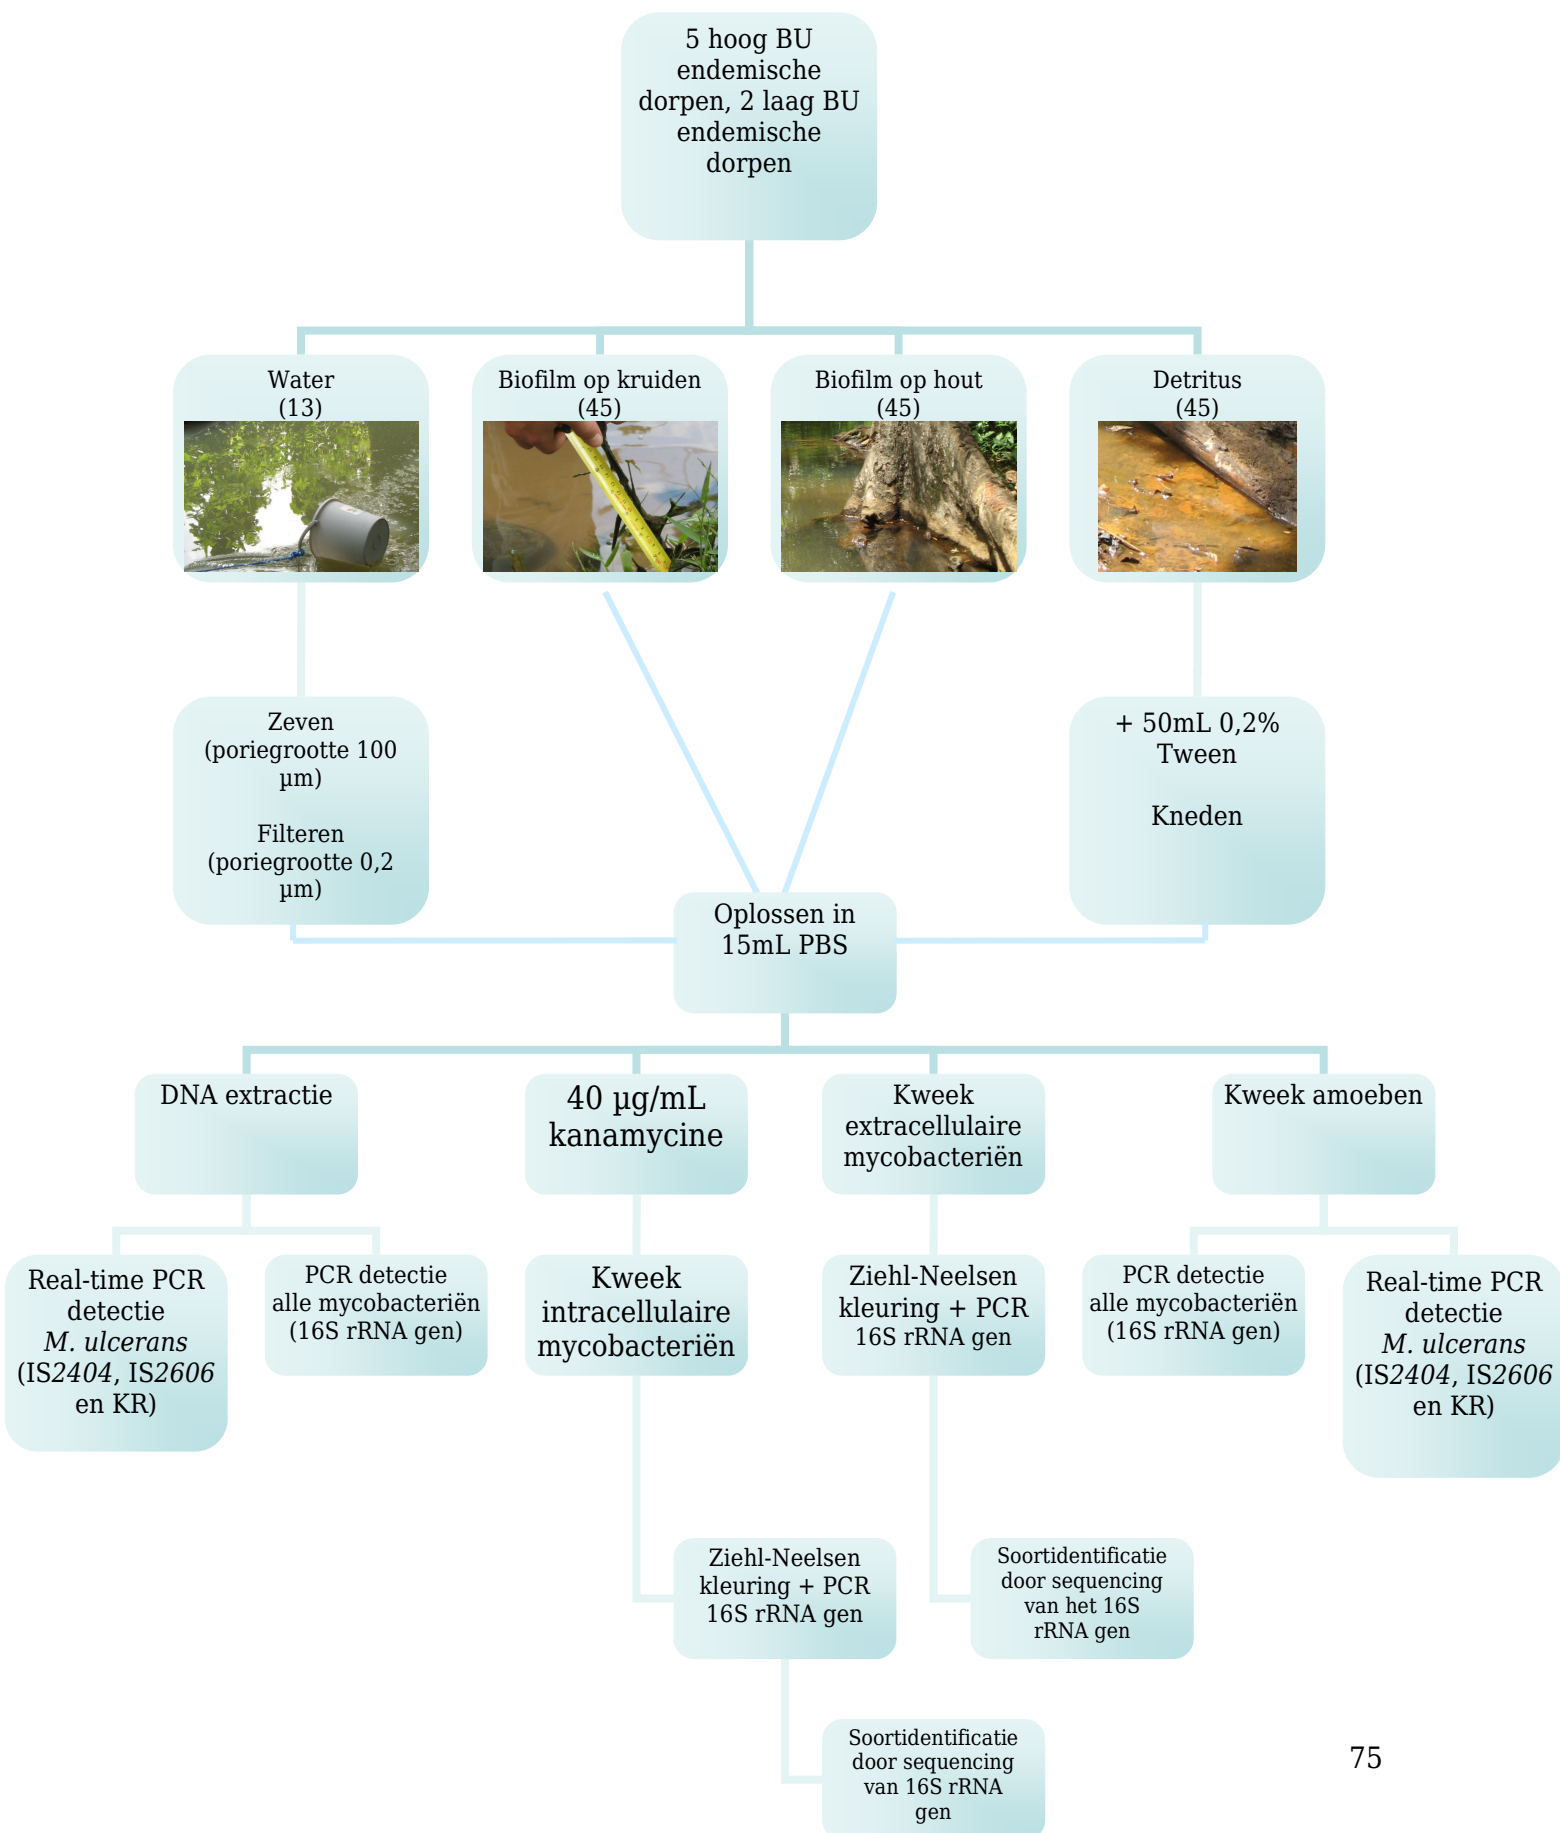 5 hoog BU
endemische
dorpen, 2 laag BU
endemische
dorpen
Water
(13)
Biofilm op kruiden
(45)
Biofilm op hout
(45)
Detritus
(45)
Zeven
(poriegrootte 100
µm)
Filteren
(poriegrootte 0,2
µm)
+ 50mL 0,2%
Tween
Kneden
Oplossen in
15mL PBS
DNA extractie
40 µg/mL
kanamycine
Kweek
extracellulaire
mycobacteriën
Kweek amoeben
Real-time PCR
detectie
M. ulcerans
(IS2404, IS2606
en KR)
PCR detectie
alle mycobacteriën
(16S rRNA gen)
Kweek
intracellulaire
mycobacteriën
Ziehl-Neelsen
kleuring + PCR
16S rRNA gen
PCR detectie
alle mycobacteriën
(16S rRNA gen)
Real-time PCR
detectie
M. ulcerans
(IS2404, IS2606
en KR)
Ziehl-Neelsen
kleuring + PCR
16S rRNA gen
Soortidentificatie
door sequencing
van het 16S
rRNA gen
Soortidentificatie
door sequencing
van 16S rRNA
gen
75